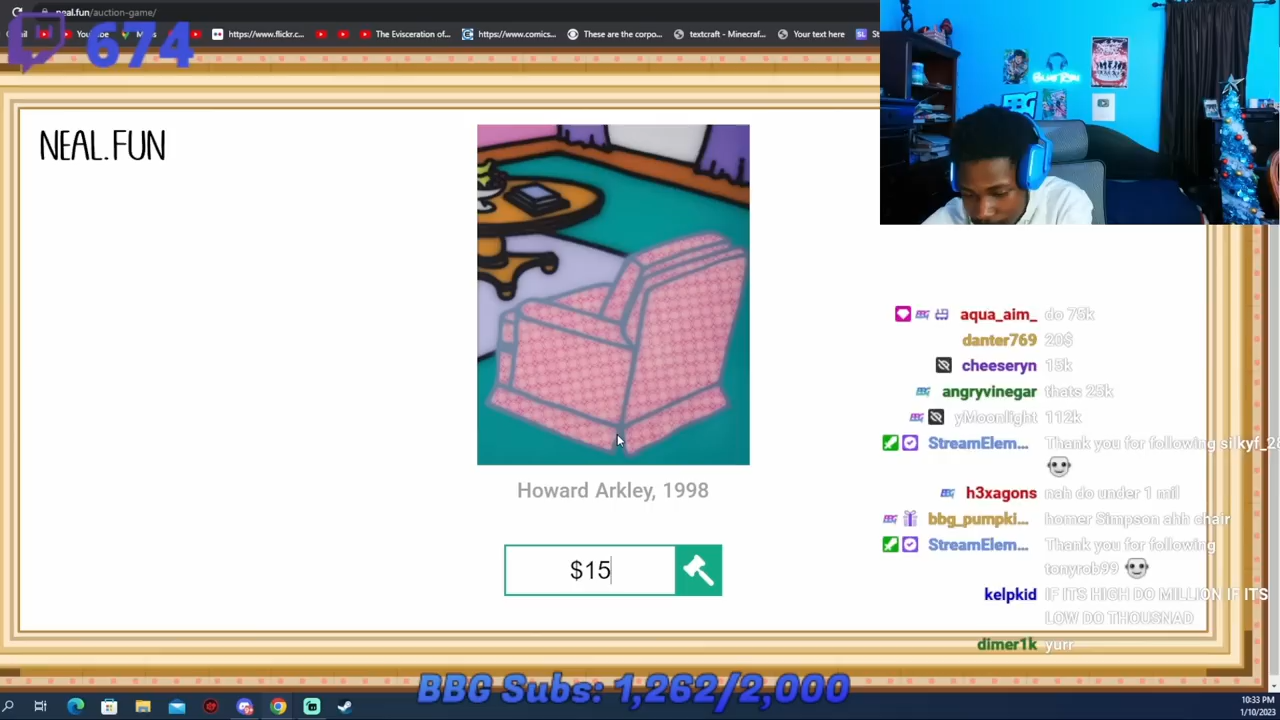 neal.fun/auction-game/
674
YouTube
https://www.flickr.c...
The Evisceration of...
https://www.comics...
These are the corpo...
textcraft - Minecraf...
Your text here
NEAL.FUN
BBG
aqua_aim_ do 75k
danter769 20$
cheeseryn 15k
angryvinegar thats 25k
yMoonlight 112k
StreamElem... Thank you for following silkyf_28
h3xagons nah do under 1 mil
bbg_pumpki... homer Simpson ahh chair
StreamElem... Thank you for following
tonyrob99
kelpkid IF ITS HIGH DO MILLION IF ITS
LOW DO THOUSNAD
dimer1k yurr
Howard Arkley, 1998
$15
BBG Subs: 1,262/2,000
10:33 PM
1/10/2023